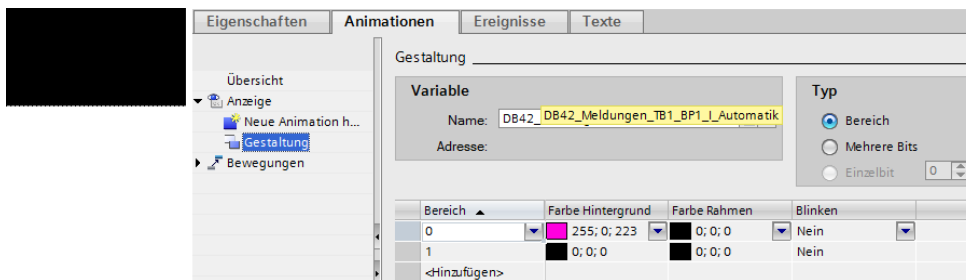 Eigenschaften Animationen Ereignisse Texte
Gestaltung
Übersicht
Anzeige
Neue Animation h...
Gestaltung
Bewegungen
Variable
Name: DB42_ DB42_Meldungen_TB1_BP1_I_Automatik
Adresse:
Typ
Bereich
Mehrere Bits
Einzelbit 0
Bereich Farbe Hintergrund Farbe Rahmen Blinken
0 255; 0; 223 0; 0; 0 Nein
1 0; 0; 0 0; 0; 0 Nein
<Hinzufügen>